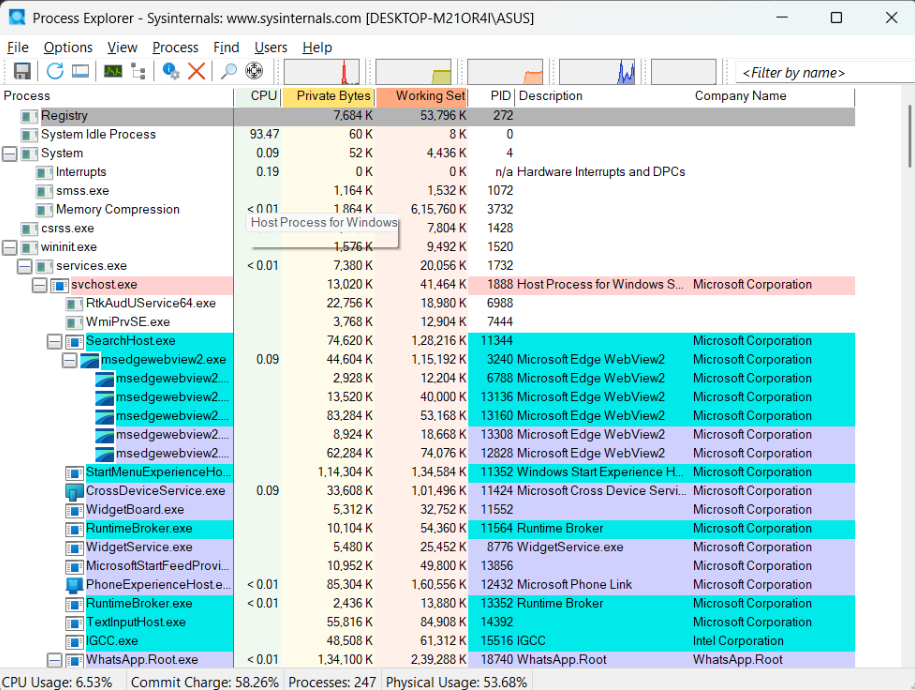 Process Explorer - Sysinternals: www.sysinternals.com [DESKTOP-M21OR4I\ASUS]
File Options View Process Find Users Help
<Filter by name>
Process CPU Private Bytes Working Set PID Description Company Name
Registry 7,684 K 53,796 K 272
System Idle Process 93.47 60 K 8 K 0
System 0.09 52 K 4,436 K 4
Interrupts 0.19 0 K 0 K n/a Hardware Interrupts and DPCs
smss.exe 1,164 K 1,532 K 1072
Memory Compression < 0.01 1,864 K 6,15,760 K 3732
Host Process for Windows
csrss.exe 7,804 K 1428
wininit.exe 1,576 K 9,492 K 1520
services.exe < 0.01 7,380 K 20,056 K 1732
svchost.exe 13,020 K 41,464 K 1888 Host Process for Windows S... Microsoft Corporation
RtkAudUService64.exe 22,756 K 18,980 K 6988
WmiPrvSE.exe 3,768 K 12,904 K 7444
SearchHost.exe 74,620 K 1,28,216 K 11344 Microsoft Corporation
msedgewebview2.exe 0.09 44,604 K 1,15,192 K 3240 Microsoft Edge WebView2 Microsoft Corporation
msedgewebview2.... 2,928 K 12,204 K 6788 Microsoft Edge WebView2 Microsoft Corporation
msedgewebview2.... 13,520 K 40,000 K 13136 Microsoft Edge WebView2 Microsoft Corporation
msedgewebview2.... 83,284 K 53,168 K 13160 Microsoft Edge WebView2 Microsoft Corporation
msedgewebview2.... 8,924 K 18,668 K 13308 Microsoft Edge WebView2 Microsoft Corporation
msedgewebview2.... 62,284 K 74,076 K 12828 Microsoft Edge WebView2 Microsoft Corporation
StartMenuExperienceHo... 1,14,304 K 1,34,584 K 11352 Windows Start Experience H... Microsoft Corporation
CrossDeviceService.exe 0.09 33,608 K 1,01,496 K 11424 Microsoft Cross Device Servi... Microsoft Corporation
WidgetBoard.exe 5,312 K 32,752 K 11552 Microsoft Corporation
RuntimeBroker.exe 10,104 K 54,360 K 11564 Runtime Broker Microsoft Corporation
WidgetService.exe 5,480 K 25,452 K 8776 WidgetService.exe Microsoft Corporation
MicrosoftStartFeedProvi... 10,952 K 49,800 K 13856 Microsoft Corporation
PhoneExperienceHost.e... < 0.01 85,304 K 1,60,556 K 12432 Microsoft Phone Link Microsoft Corporation
RuntimeBroker.exe < 0.01 2,436 K 13,880 K 13352 Runtime Broker Microsoft Corporation
TextInputHost.exe 55,816 K 84,908 K 14392 Microsoft Corporation
IGCC.exe 48,508 K 61,312 K 15516 IGCC Intel Corporation
WhatsApp.Root.exe < 0.01 1,34,100 K 2,39,288 K 18740 WhatsApp.Root WhatsApp.Root
CPU Usage: 6.53% Commit Charge: 58.26% Processes: 247 Physical Usage: 53.68%